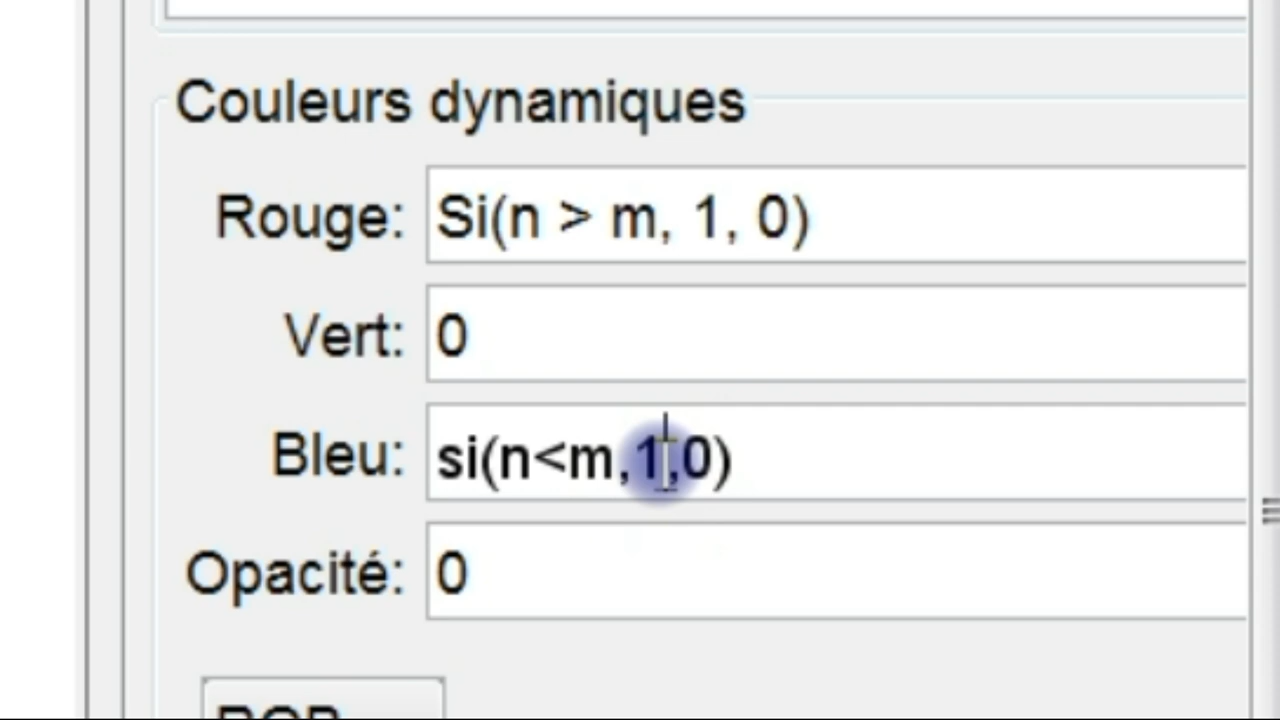 Couleurs dynamiques
Rouge: Si(n > m, 1, 0)
Vert: 0
Bleu: si(n<m,1,0)
Opacité: 0